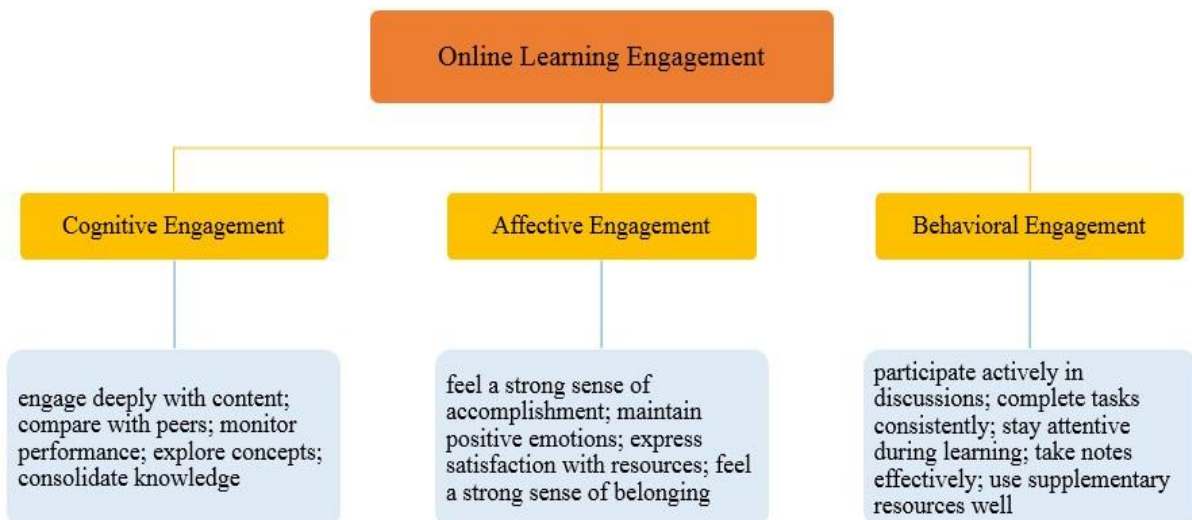 Online Learning Engagement
Cognitive Engagement
Affective Engagement
Behavioral Engagement
engage deeply with content;
compare with peers; monitor
performance; explore concepts;
consolidate knowledge
feel a strong sense of
accomplishment; maintain
positive emotions; express
satisfaction with resources; feel
a strong sense of belonging
participate actively in
discussions; complete tasks
consistently; stay attentive
during learning; take notes
effectively; use supplementary
resources well